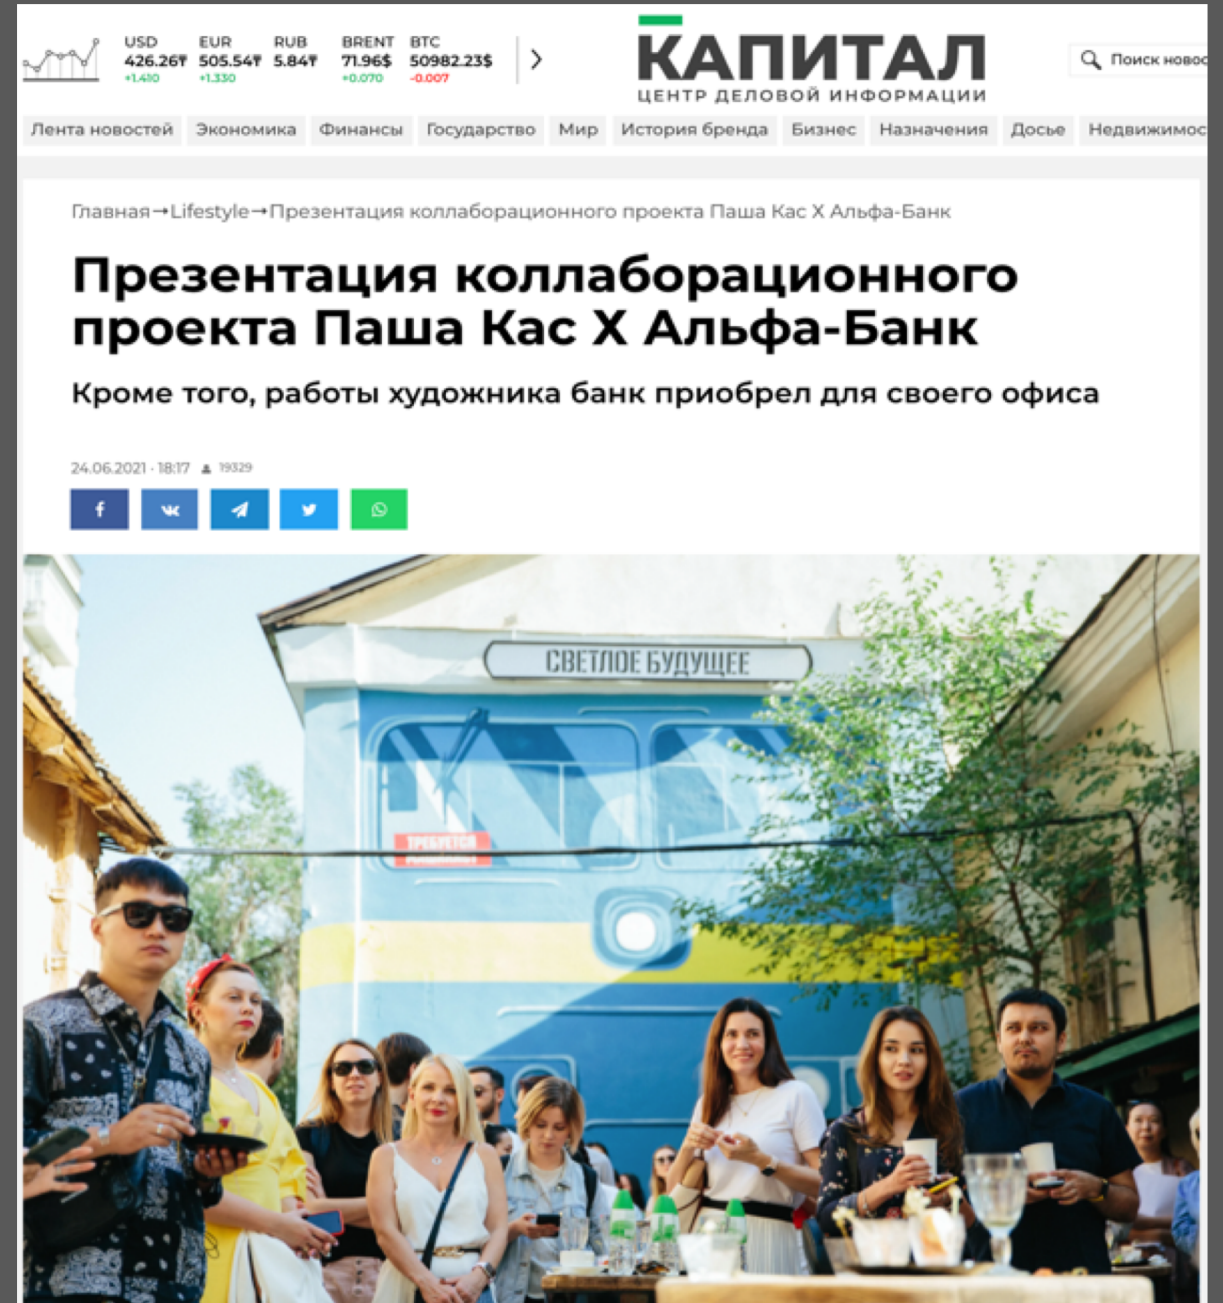 USD EUR RUB BRENT BTC
426.26₸ 505.54₸ 5.84₸ 71.96$ 50982.23$
+1.410 +1.330 +0.070 -0.007
КАПИТАЛ
ЦЕНТР ДЕЛОВОЙ ИНФОРМАЦИИ
Поиск новос
Лента новостей Экономика Финансы Государство Мир История бренда Бизнес Назначения Досье Недвижимос
Главная→Lifestyle→Презентация коллаборационного проекта Паша Кас Х Альфа-Банк
Презентация коллаборационного
проекта Паша Кас Х Альфа-Банк
Кроме того, работы художника банк приобрел для своего офиса
24.06.2021 · 18:17 19329
СВЕТЛОЕ БУДУЩЕЕ
ТРЕБУЕТСЯ